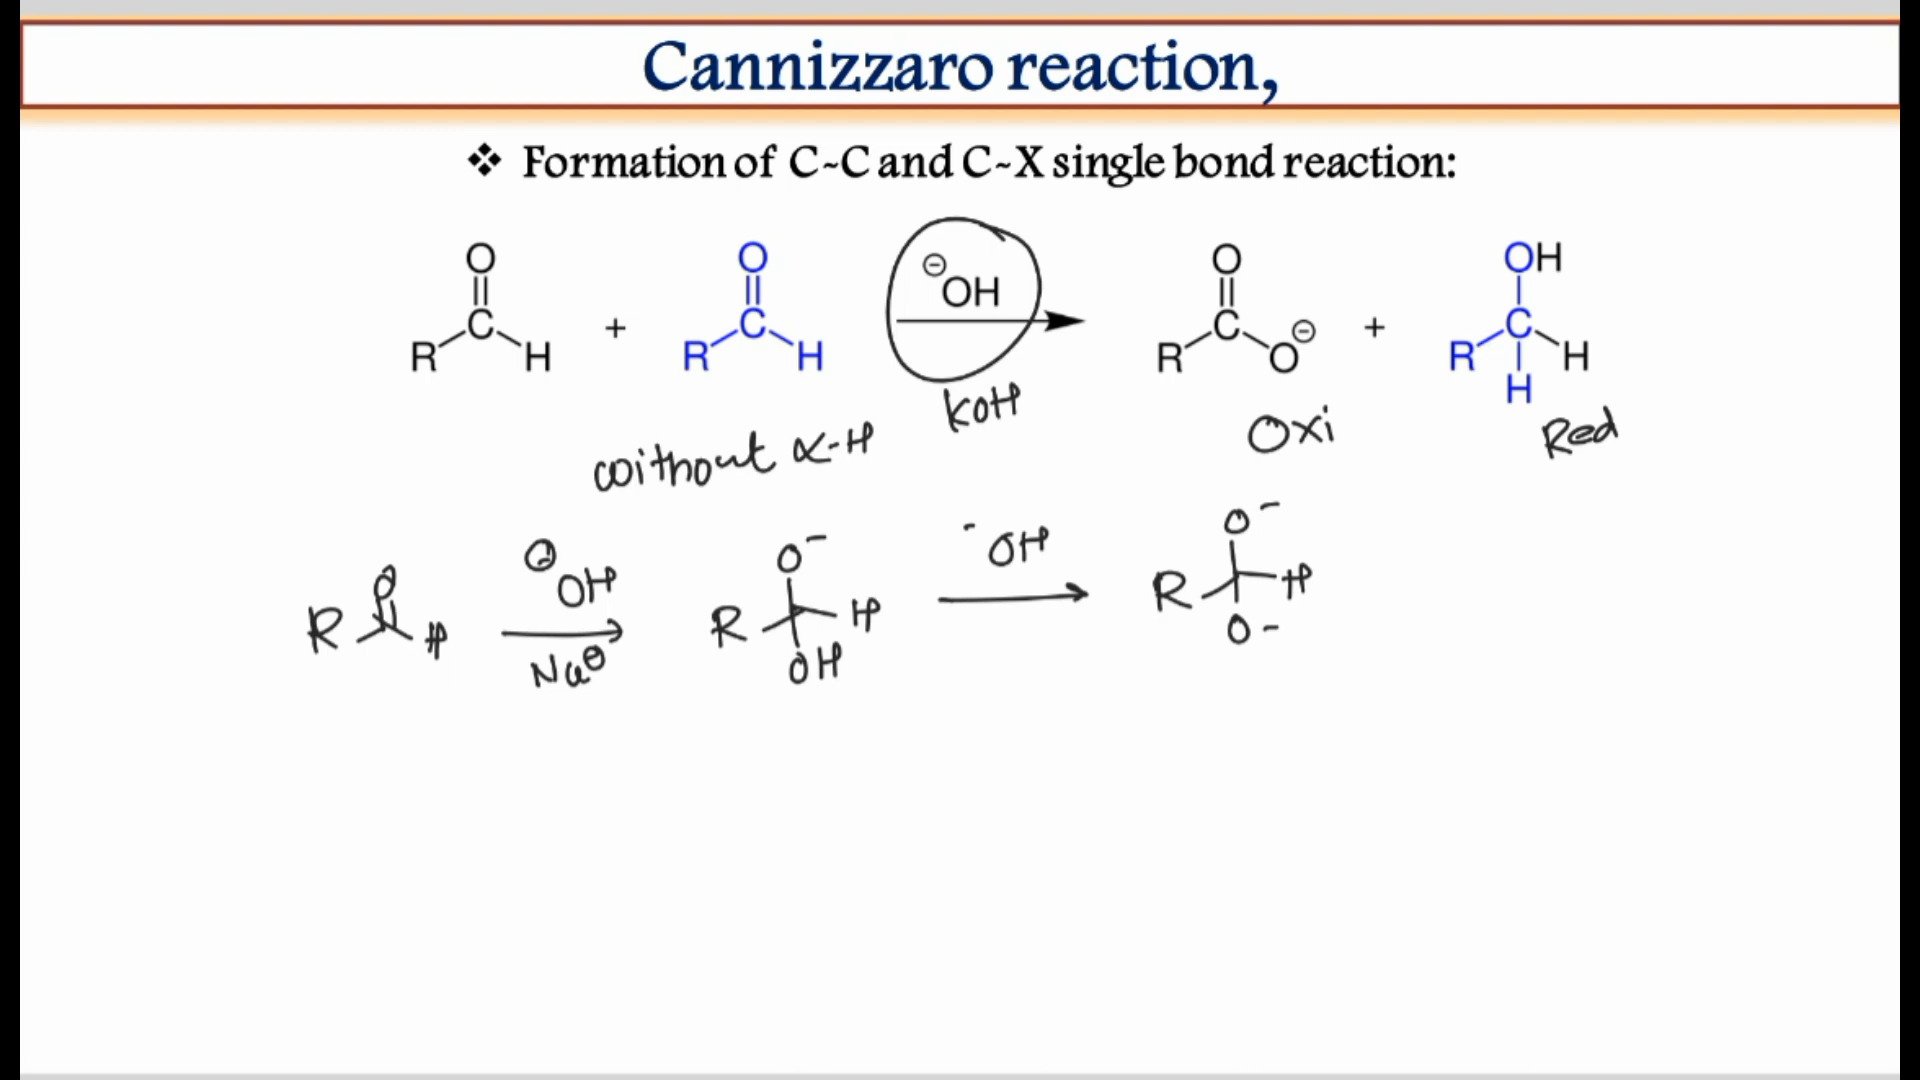 Cannizzaro reaction,
❖ Formation of C~C and C~X single bond reaction:
O O ⊖OH O OH
R C H + R C H R C O⊖ + R C H
H
KOH
without α-H Oxi Red
O ⊖OH O⁻ ⁻OH O⁻
R H R H R H
Na⊕ OH O⁻